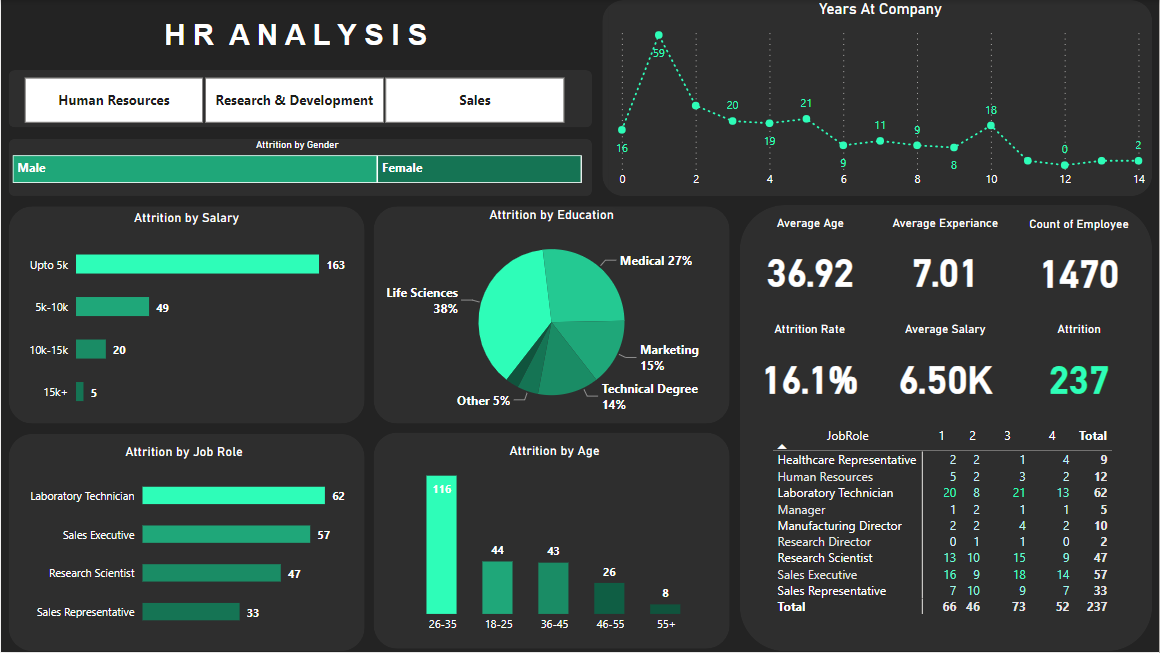 HR ANALYSIS
Human Resources
Research & Development
Sales
Attrition by Gender
Male
Female
Years At Company
59
20
21
18
11
9
0
2
16
19
9
8
0 2 4 6 8 10 12 14
Attrition by Salary
Upto 5k 163
5k-10k 49
10k-15k 20
15k+ 5
Attrition by Education
Medical 27%
Life Sciences
38%
Marketing
15%
Technical Degree
14%
Other 5%
Average Age
36.92
Average Experiance
7.01
Count of Employee
1470
Attrition Rate
16.1%
Average Salary
6.50K
Attrition
237
Attrition by Job Role
Laboratory Technician 62
Sales Executive 57
Research Scientist 47
Sales Representative 33
Attrition by Age
116
44
43
26
8
26-35 18-25 36-45 46-55 55+
JobRole 1 2 3 4 Total
Healthcare Representative 2 2 1 4 9
Human Resources 5 2 3 2 12
Laboratory Technician 20 8 21 13 62
Manager 1 2 1 1 5
Manufacturing Director 2 2 4 2 10
Research Director 0 1 1 0 2
Research Scientist 13 10 15 9 47
Sales Executive 16 9 18 14 57
Sales Representative 7 10 9 7 33
Total 66 46 73 52 237